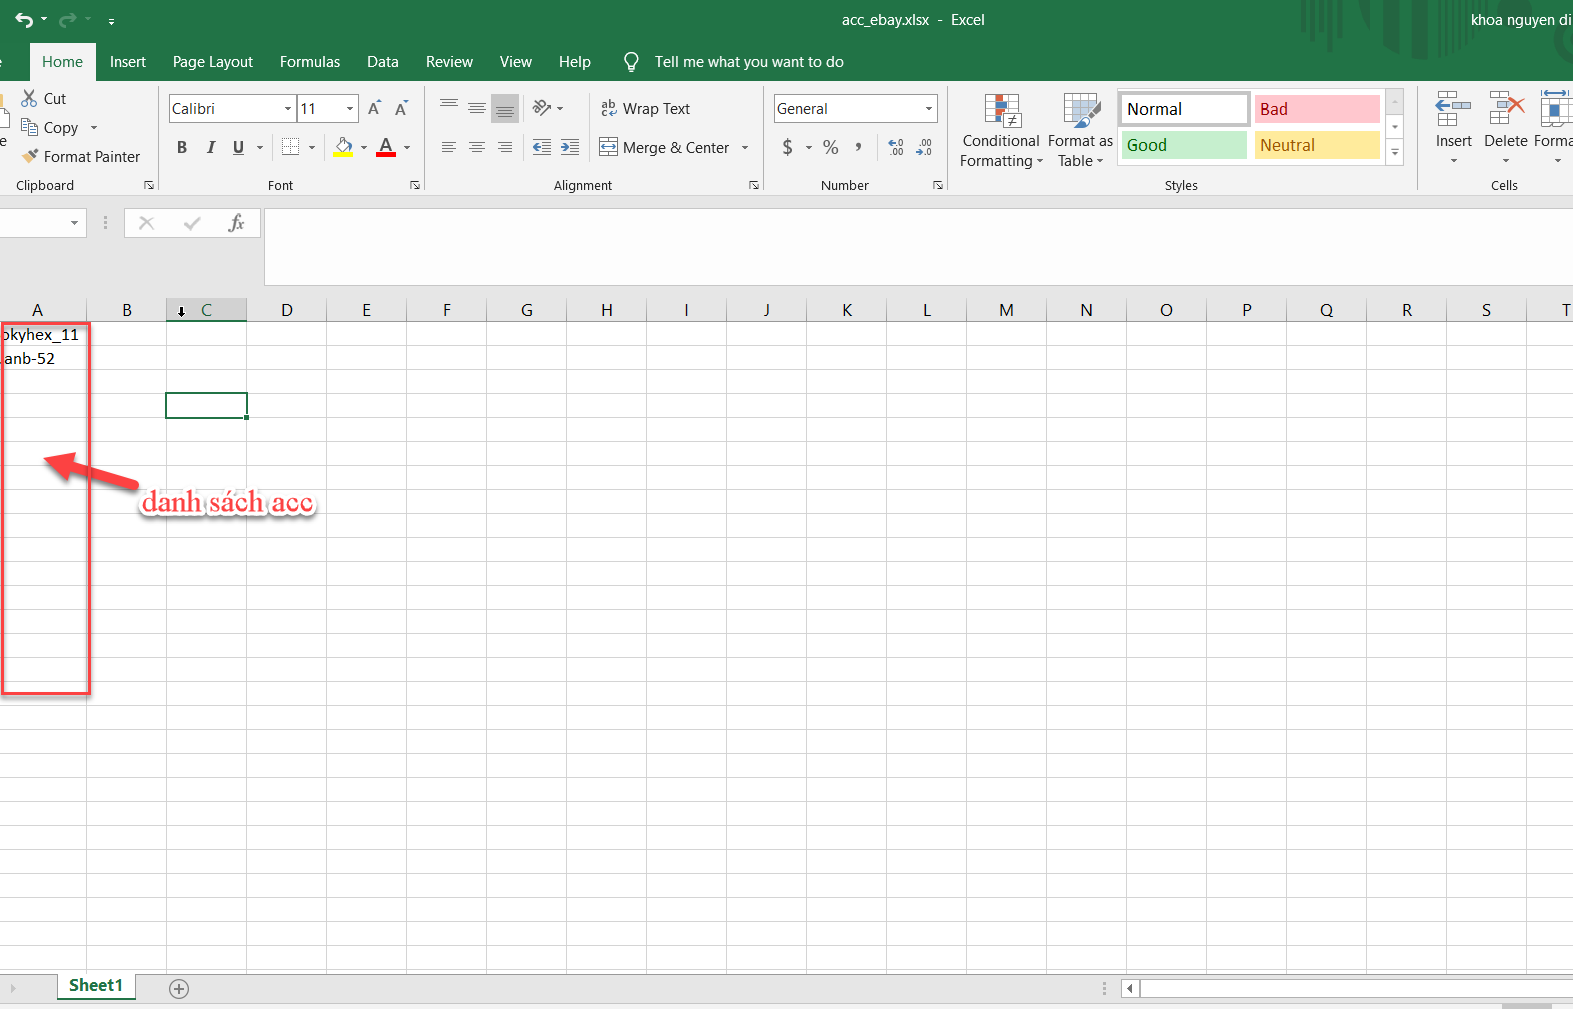 acc_ebay.xlsx - Excel
khoa nguyen di
Home Insert Page Layout Formulas Data Review View Help Tell me what you want to do
Cut
Copy
Format Painter
Clipboard
Calibri 11
B I U
Font
Wrap Text
Merge & Center
Alignment
General
$ % ,
Number
Conditional Formatting
Format as Table
Normal Bad
Good Neutral
Styles
Insert Delete Forma
Cells
fx
A B C D E F G H I J K L M N O P Q R S T
okyhex_11
anb-52
danh sách acc
Sheet1